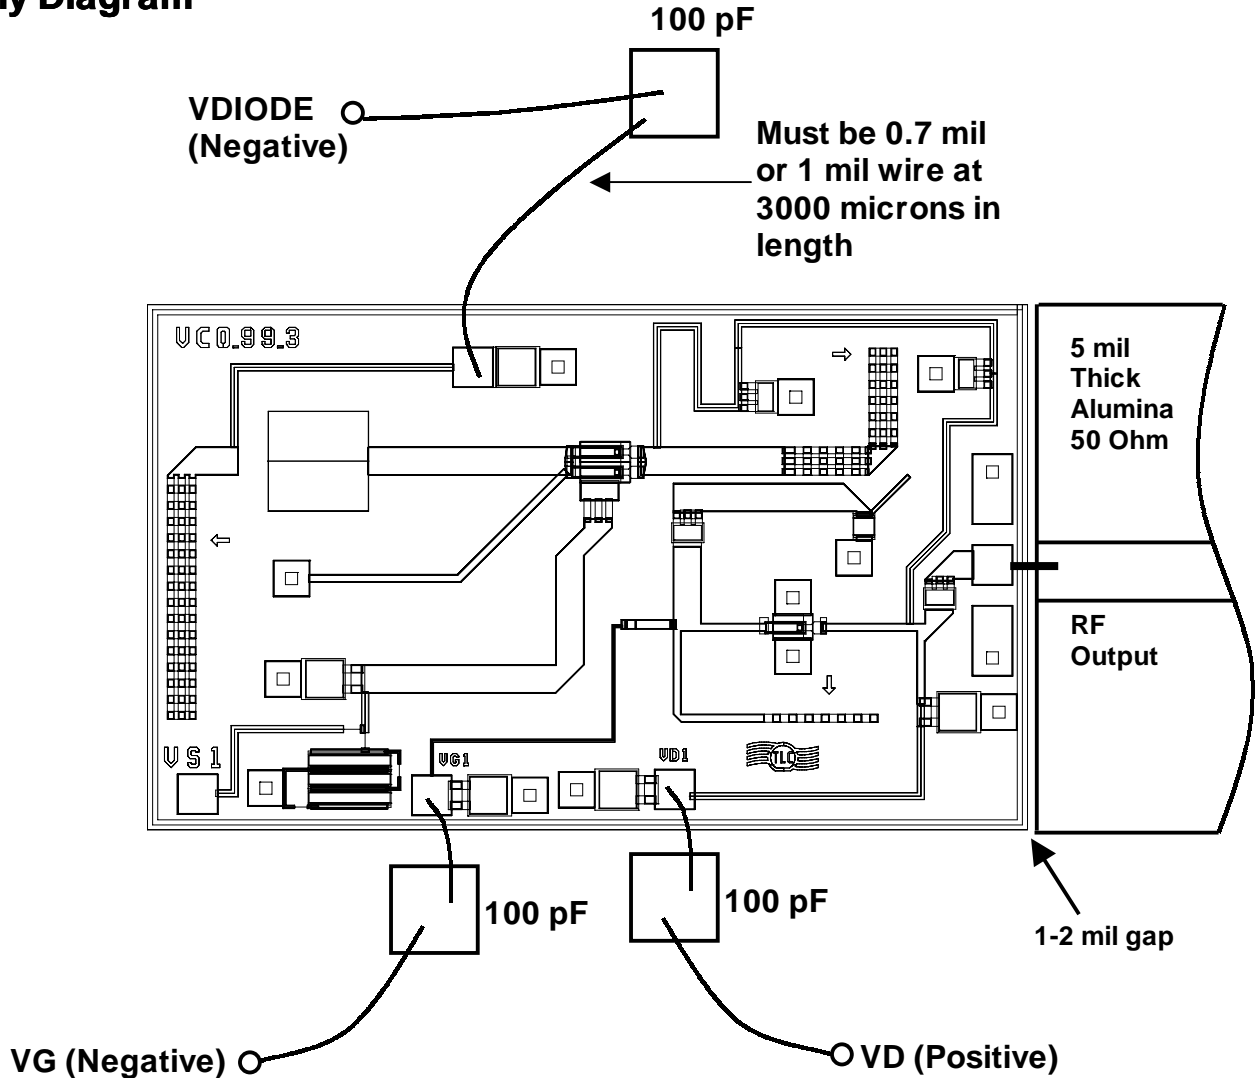 ly Diagram
100 pF
VDIODE
(Negative)
Must be 0.7 mil
or 1 mil wire at
3000 microns in
length
VCO_99_3
5 mil
Thick
Alumina
50 Ohm
RF
Output
VS1
VG1
VD1
TLC
100 pF
100 pF
1-2 mil gap
VG (Negative)
VD (Positive)